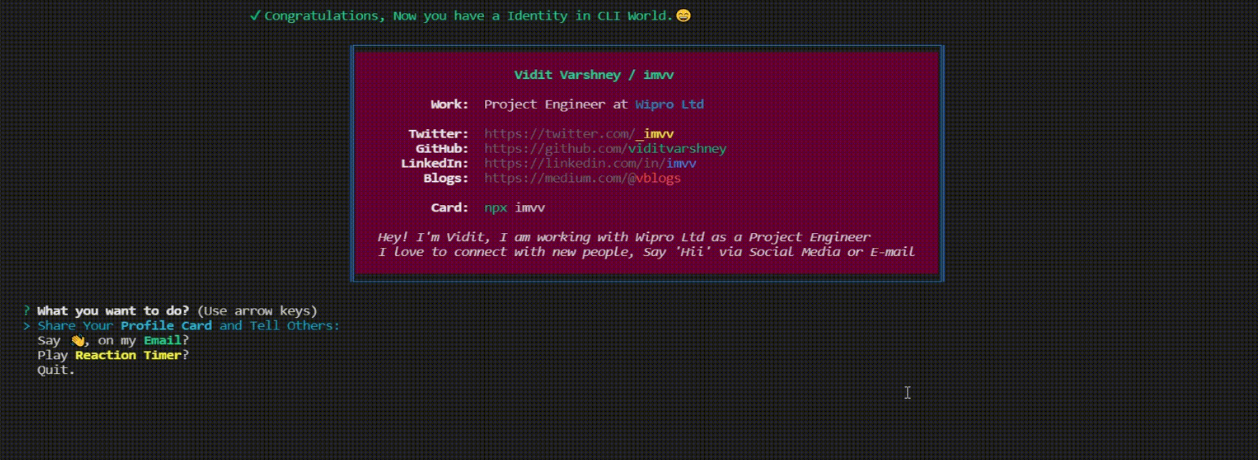 ✓ Congratulations, Now you have a Identity in CLI World.😄
Vidit Varshney / imvv
Work: Project Engineer at Wipro Ltd
Twitter: https://twitter.com/_imvv
GitHub: https://github.com/viditvarshney
LinkedIn: https://linkedin.com/in/imvv
Blogs: https://medium.com/@vblogs
Card: npx imvv
Hey! I'm Vidit, I am working with Wipro Ltd as a Project Engineer
I love to connect with new people, Say 'Hii' via Social Media or E-mail
? What you want to do? (Use arrow keys)
> Share Your Profile Card and Tell Others:
Say 👋, on my Email?
Play Reaction Timer?
Quit.